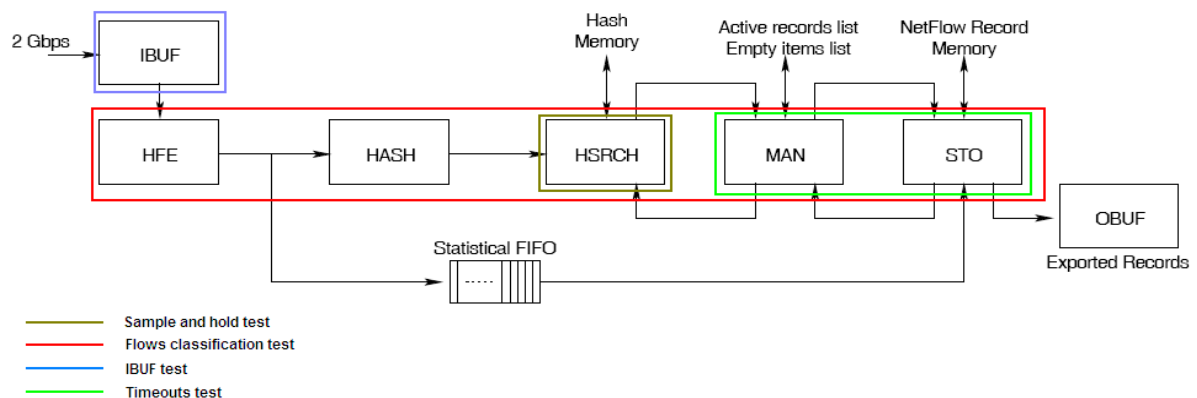 2 Gbps
IBUF
Hash
Memory
Active records list
Empty items list
NetFlow Record
Memory
HFE
HASH
HSRCH
MAN
STO
OBUF
Exported Records
Statistical FIFO
Sample and hold test
Flows classification test
IBUF test
Timeouts test